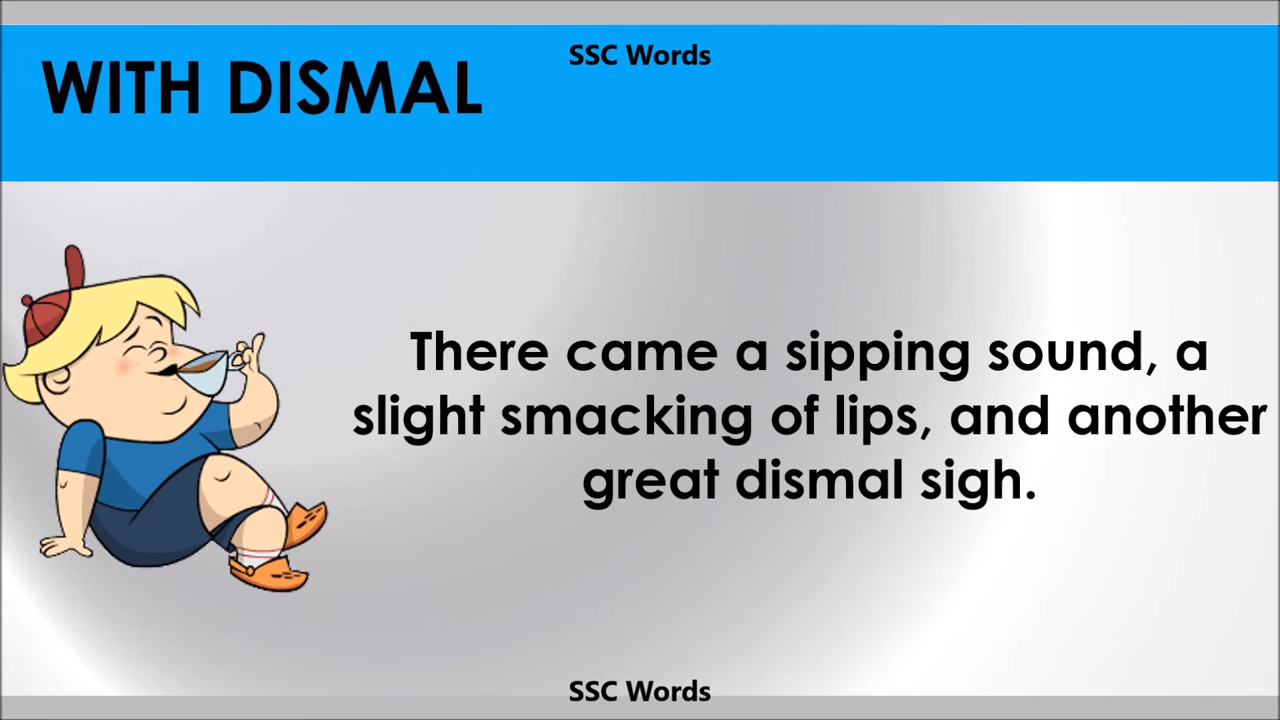 SSC Words
WITH DISMAL
There came a sipping sound, a
slight smacking of lips, and another
great dismal sigh.
SSC Words